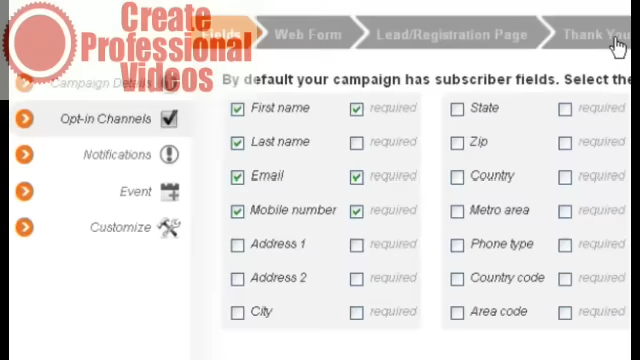 Create
Professional
Videos
Fields
Web Form
Lead/Registration Page
Thank You
Campaign Details
Opt-in Channels
Notifications
Event
Customize
By default your campaign has subscriber fields. Select the
First name required
Last name required
Email required
Mobile number required
Address 1 required
Address 2 required
City required
State required
Zip required
Country required
Metro area required
Phone type required
Country code required
Area code required